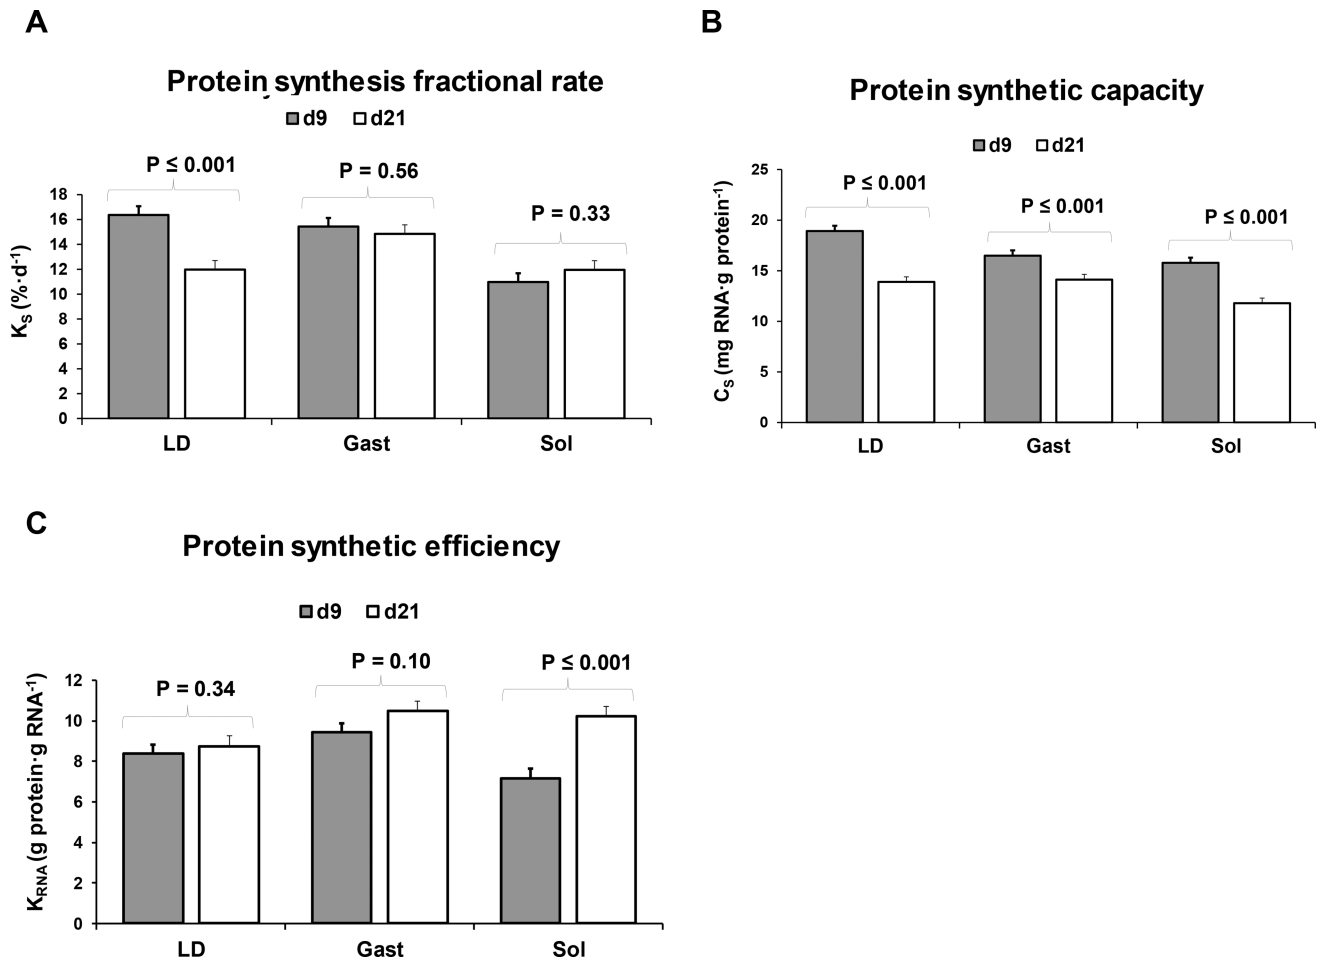 A
Protein synthesis fractional rate
d9 d21
P ≤ 0.001
P = 0.56
P = 0.33
K_S (%·d⁻¹)
18
16
14
12
10
8
6
4
2
0
LD Gast Sol
B
Protein synthetic capacity
d9 d21
P ≤ 0.001
P ≤ 0.001
P ≤ 0.001
C_S (mg RNA·g protein⁻¹)
25
20
15
10
5
0
LD Gast Sol
C
Protein synthetic efficiency
d9 d21
P = 0.34
P = 0.10
P ≤ 0.001
K_RNA (g protein·g RNA⁻¹)
12
10
8
6
4
2
0
LD Gast Sol